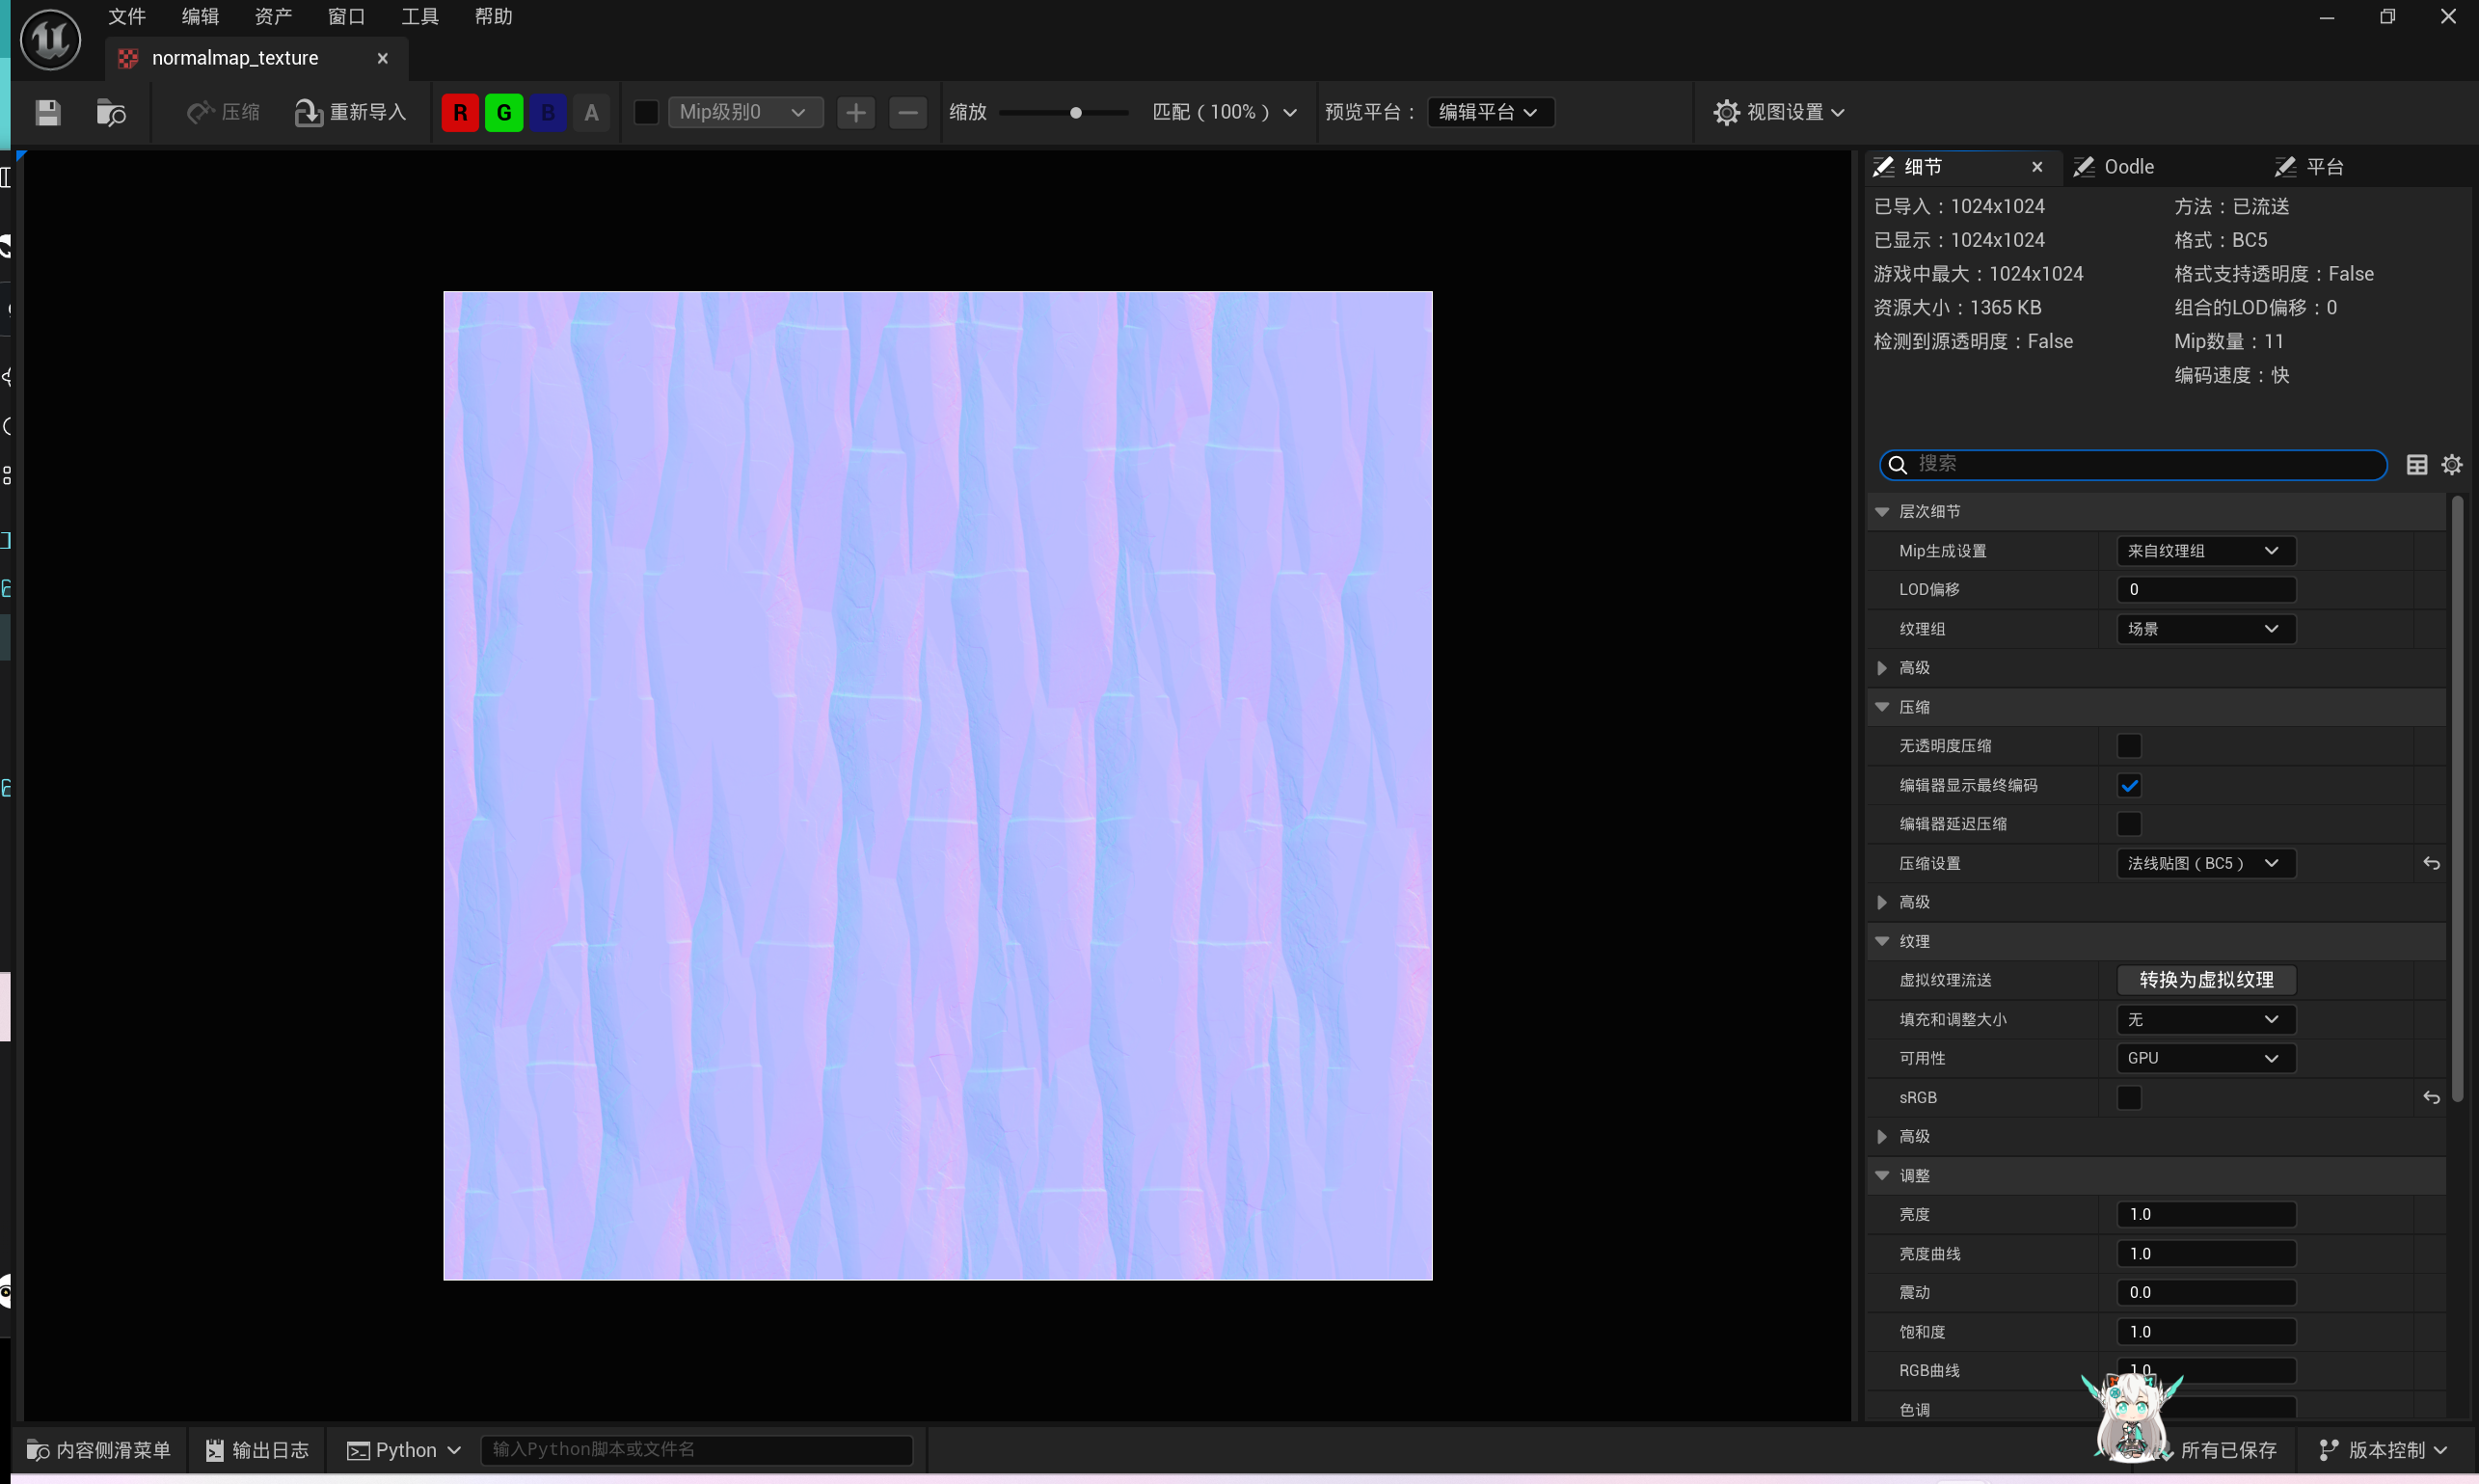 文件 编辑 资产 窗口 工具 帮助
normalmap_texture
压缩 重新导入 R G B A Mip级别0 缩放 匹配（100%） 预览平台： 编辑平台 视图设置
细节 Oodle 平台
已导入：1024x1024 方法：已流送
已显示：1024x1024 格式：BC5
游戏中最大：1024x1024 格式支持透明度：False
资源大小：1365 KB 组合的LOD偏移：0
检测到源透明度：False Mip数量：11
编码速度：快
搜索
层次细节
Mip生成设置 来自纹理组
LOD偏移 0
纹理组 场景
高级
压缩
无透明度压缩
编辑器显示最终编码
编辑器延迟压缩
压缩设置 法线贴图（BC5）
高级
纹理
虚拟纹理流送 转换为虚拟纹理
填充和调整大小 无
可用性 GPU
sRGB
高级
调整
亮度 1.0
亮度曲线 1.0
震动 0.0
饱和度 1.0
RGB曲线 1.0
色调
内容侧滑菜单 输出日志 Python 输入Python脚本或文件名 所有已保存 版本控制